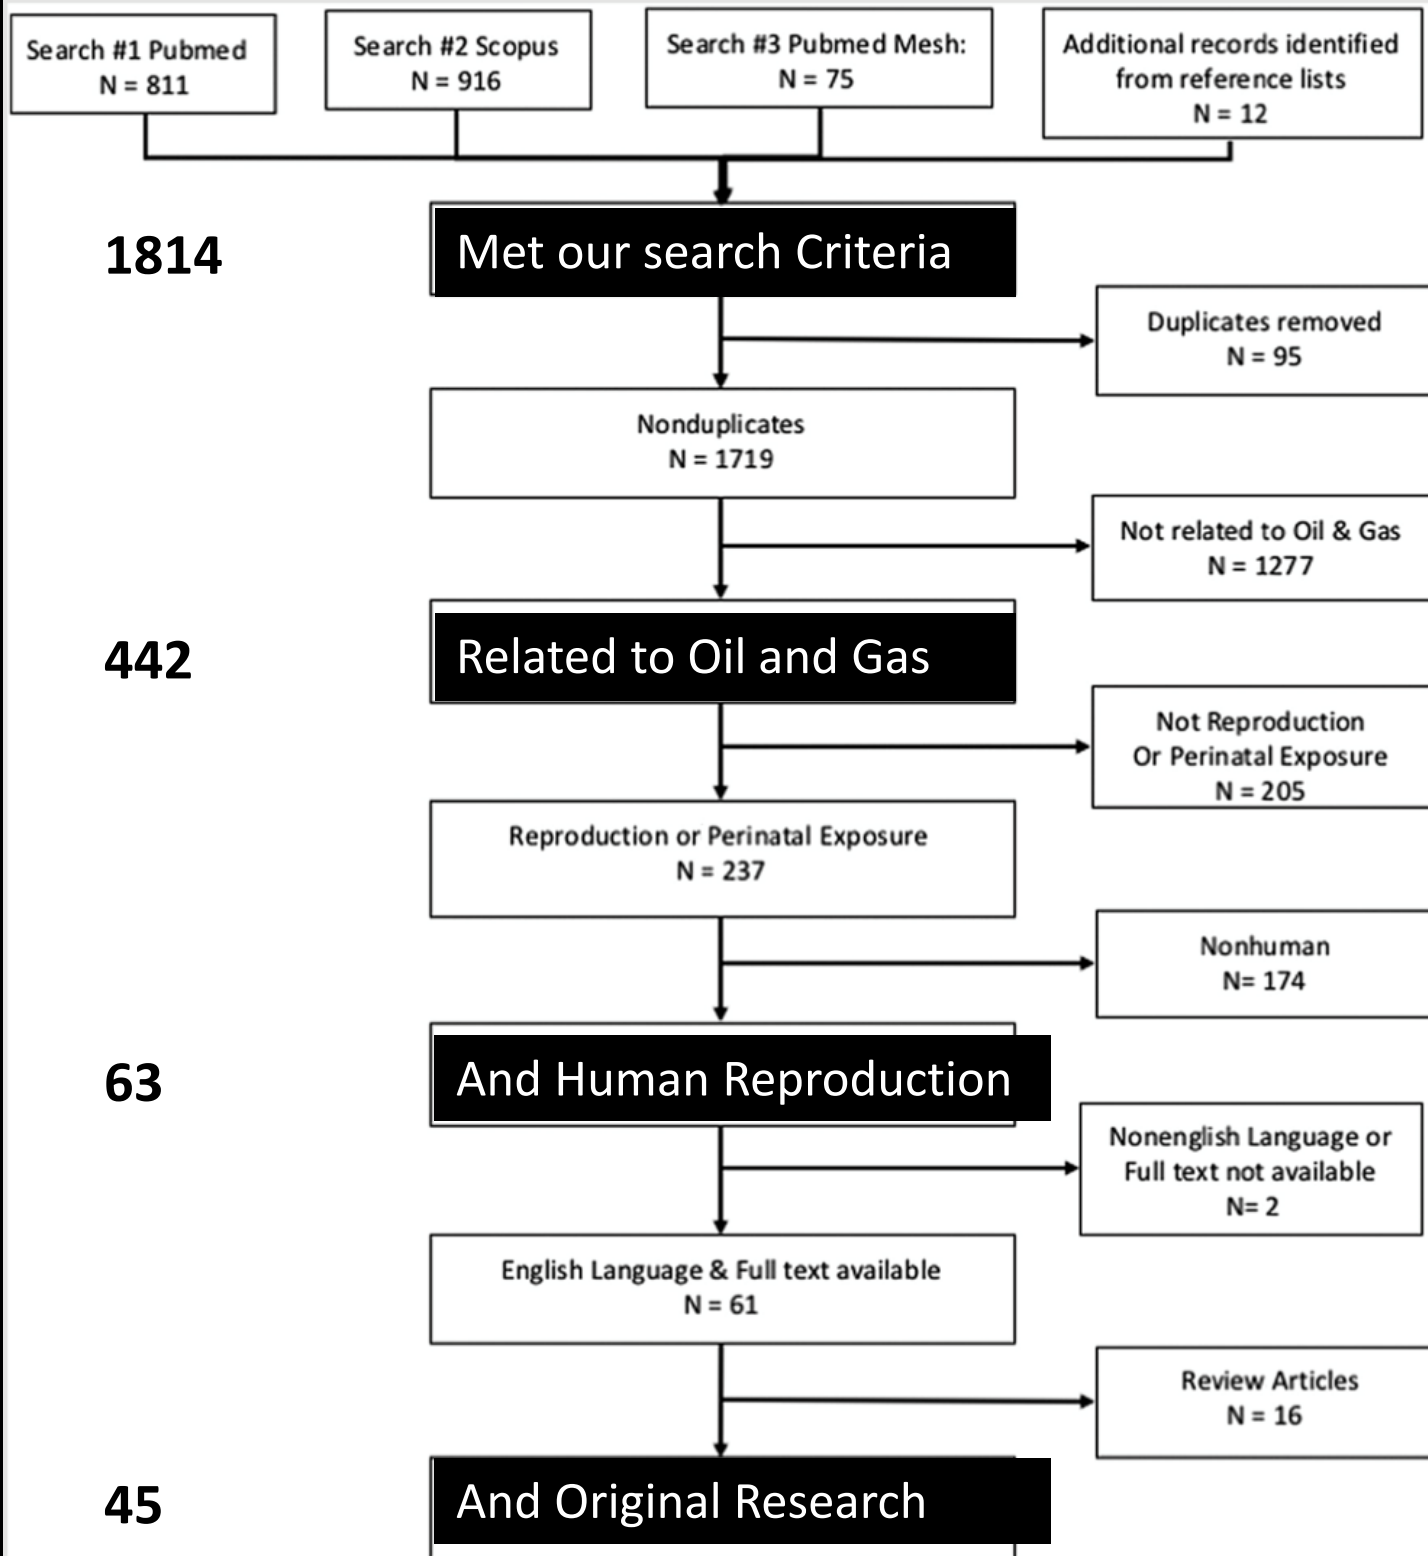 Search #1 Pubmed
N = 811
Search #2 Scopus
N = 916
Search #3 Pubmed Mesh:
N = 75
Additional records identified
from reference lists
N = 12
1814
Met our search Criteria
Duplicates removed
N = 95
Nonduplicates
N = 1719
Not related to Oil & Gas
N = 1277
442
Related to Oil and Gas
Not Reproduction
Or Perinatal Exposure
N = 205
Reproduction or Perinatal Exposure
N = 237
Nonhuman
N= 174
63
And Human Reproduction
Nonenglish Language or
Full text not available
N= 2
English Language & Full text available
N = 61
Review Articles
N = 16
45
And Original Research